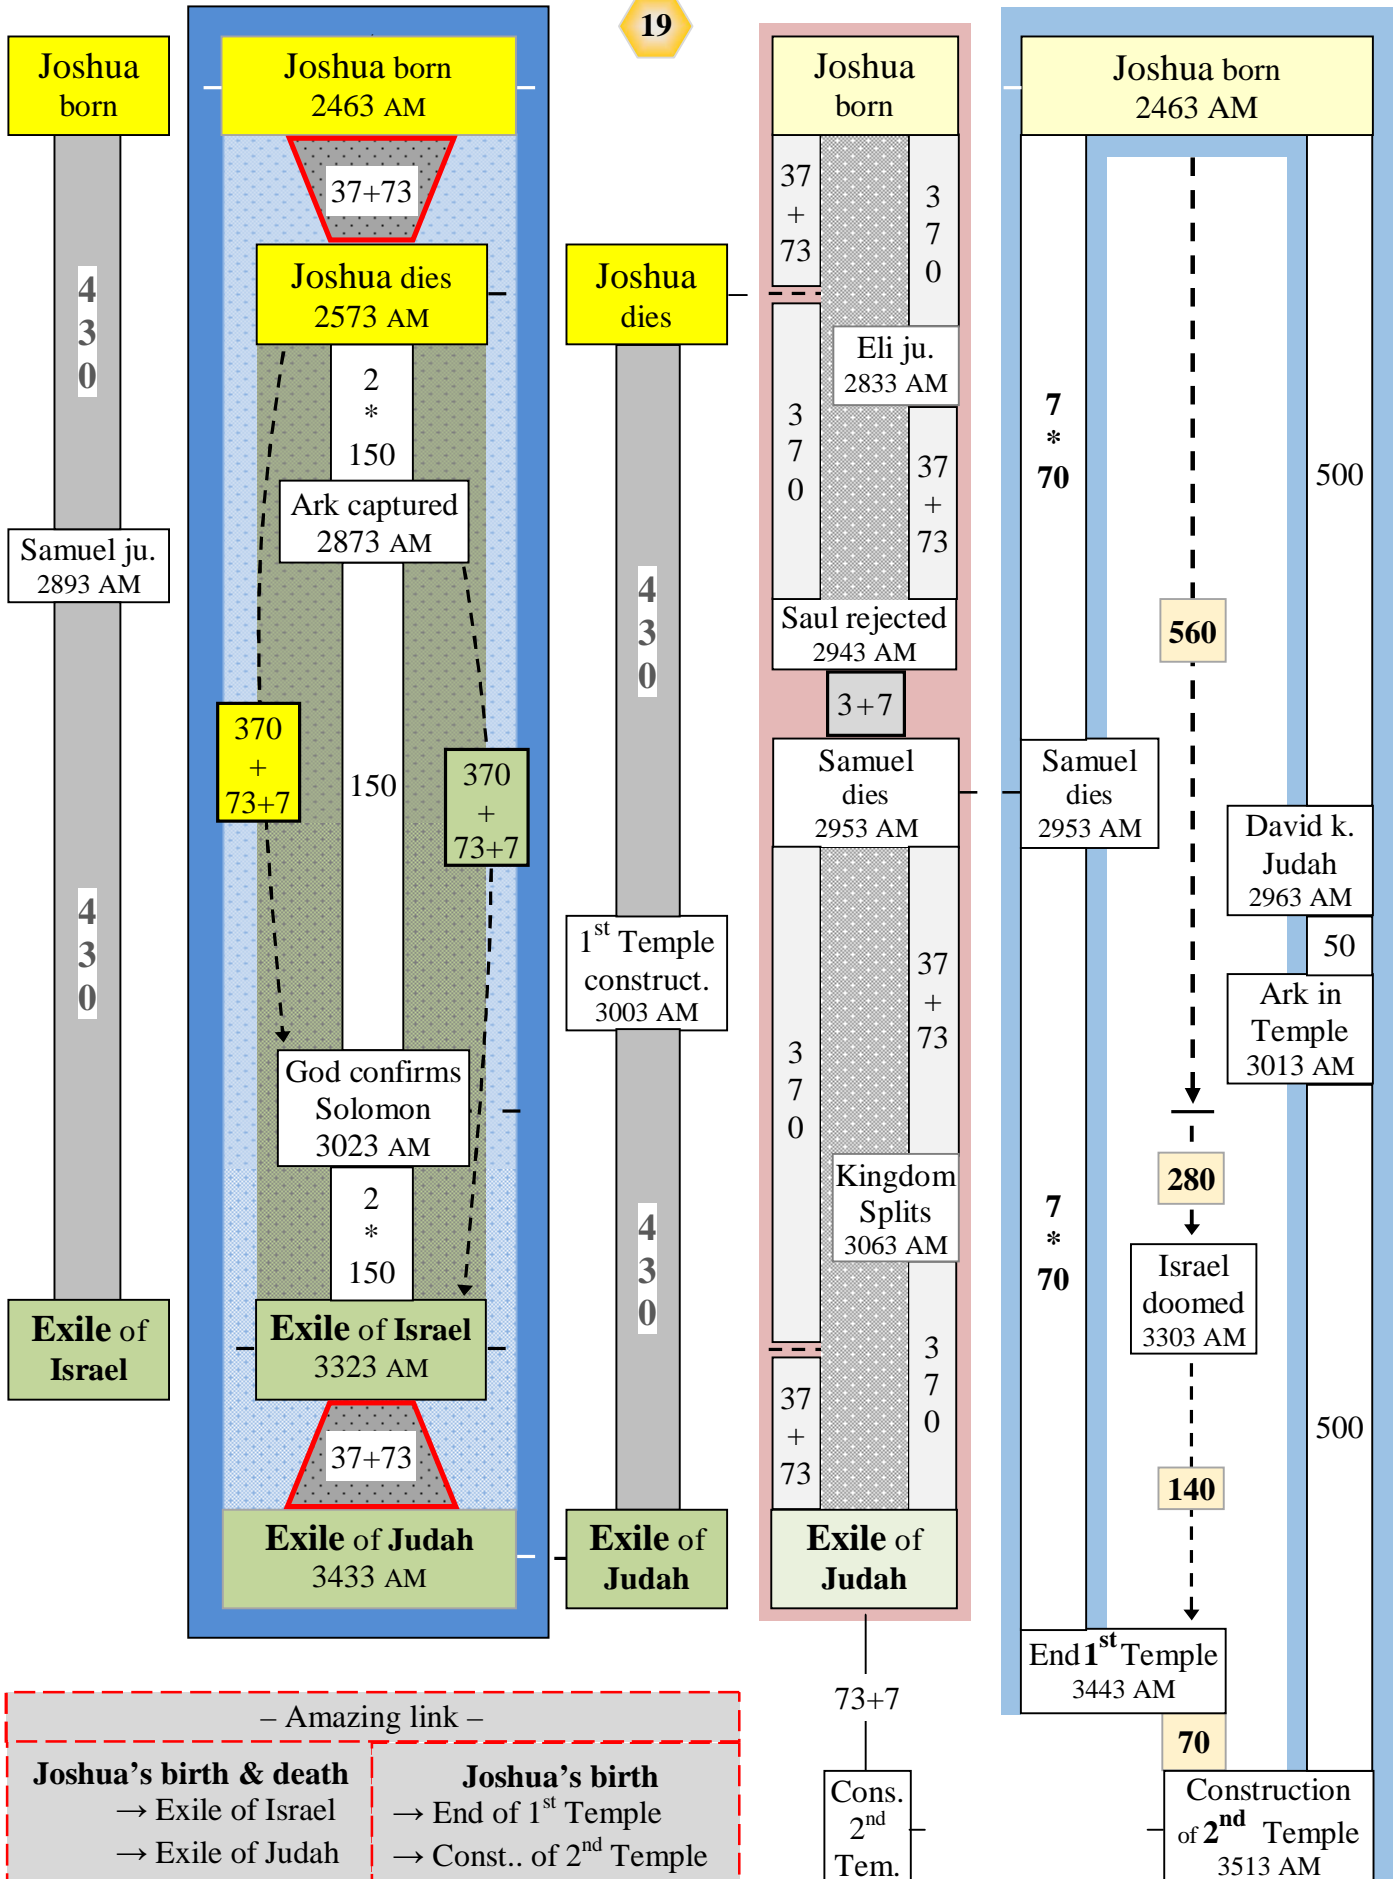 19
Joshua
born
4
3
0
Samuel ju.
2893 AM
4
3
0
Exile of
Israel
Joshua born
2463 AM
37+73
Joshua dies
2573 AM
2
*
150
Ark captured
2873 AM
370
+
73+7
150
370
+
73+7
God confirms
Solomon
3023 AM
2
*
150
Exile of Israel
3323 AM
37+73
Exile of Judah
3433 AM
Joshua
dies
4
3
0
1st Temple
construct.
3003 AM
4
3
0
Exile of
Judah
Joshua
born
37
+
73
3
7
0
Eli ju.
2833 AM
3
7
0
37
+
73
Saul rejected
2943 AM
3+7
Samuel
dies
2953 AM
3
7
0
37
+
73
Kingdom
Splits
3063 AM
37
+
73
3
7
0
Exile of
Judah
73+7
Cons.
2nd
Tem.
Joshua born
2463 AM
7
*
70
560
500
Samuel
dies
2953 AM
David k.
Judah
2963 AM
50
Ark in
Temple
3013 AM
7
*
70
280
Israel
doomed
3303 AM
140
500
End 1st Temple
3443 AM
70
Construction
of 2nd Temple
3513 AM
– Amazing link –
Joshua's birth & death
→ Exile of Israel
→ Exile of Judah
Joshua's birth
→ End of 1st Temple
→ Const.. of 2nd Temple